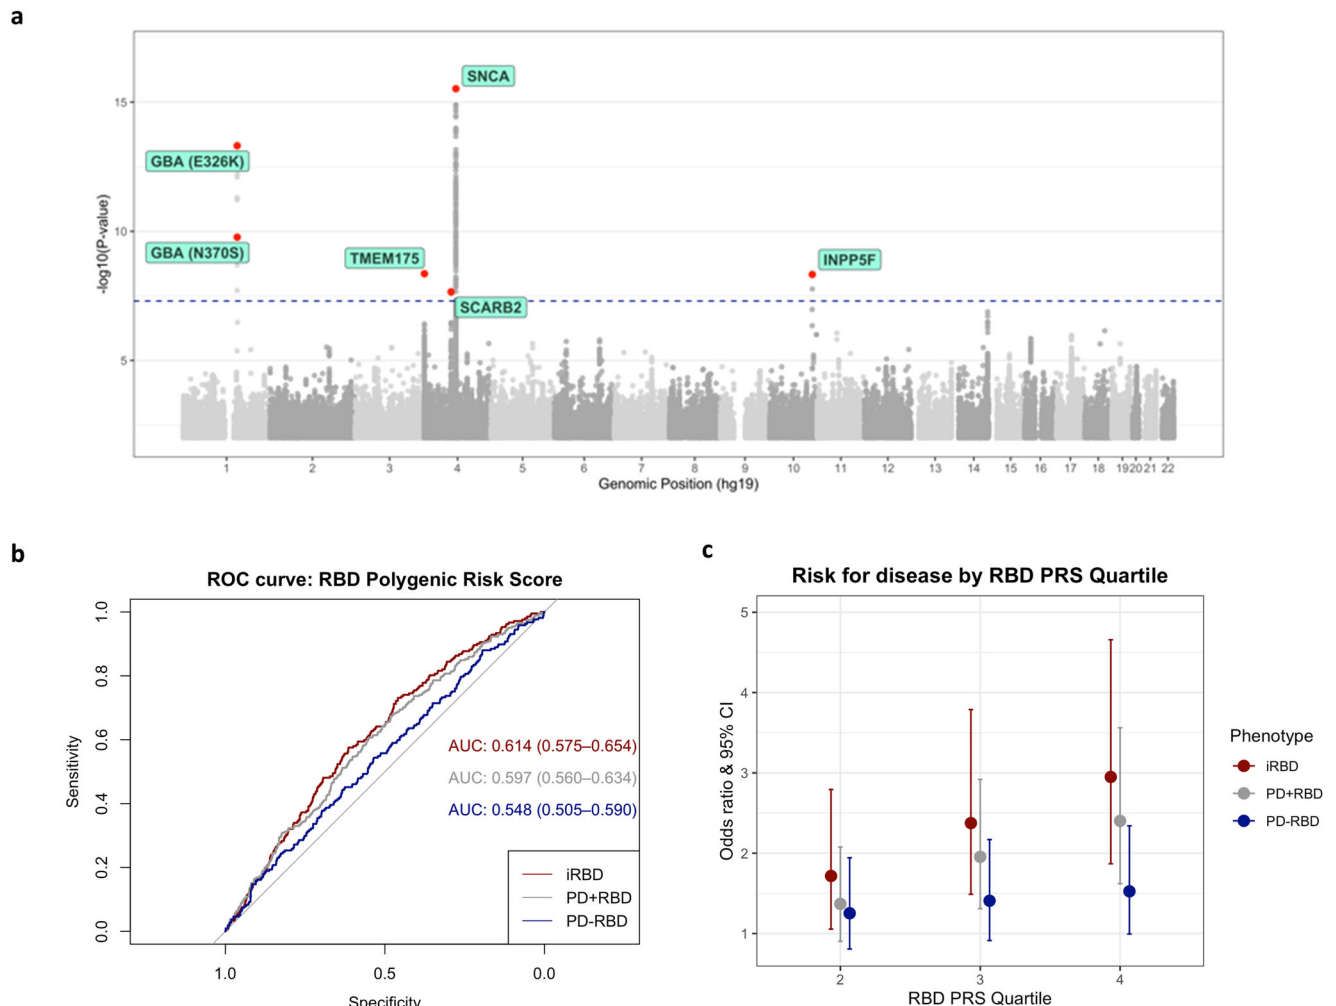 a
SNCA
15
GBA (E326K)
-log10(P-value)
10
GBA (N370S)
TMEM175
INPP5F
SCARB2
5
1 2 3 4 5 6 7 8 9 10 11 12 13 14 15 16 17 18 19 20 21 22
Genomic Position (hg19)
b
ROC curve: RBD Polygenic Risk Score
Sensitivity
1.0
0.8
0.6
0.4
0.2
0.0
AUC: 0.614 (0.575–0.654)
AUC: 0.597 (0.560–0.634)
AUC: 0.548 (0.505–0.590)
iRBD
PD+RBD
PD-RBD
1.0 0.5 0.0
Specificity
c
Risk for disease by RBD PRS Quartile
Odds ratio & 95% CI
5
4
3
2
1
2 3 4
RBD PRS Quartile
Phenotype
iRBD
PD+RBD
PD-RBD